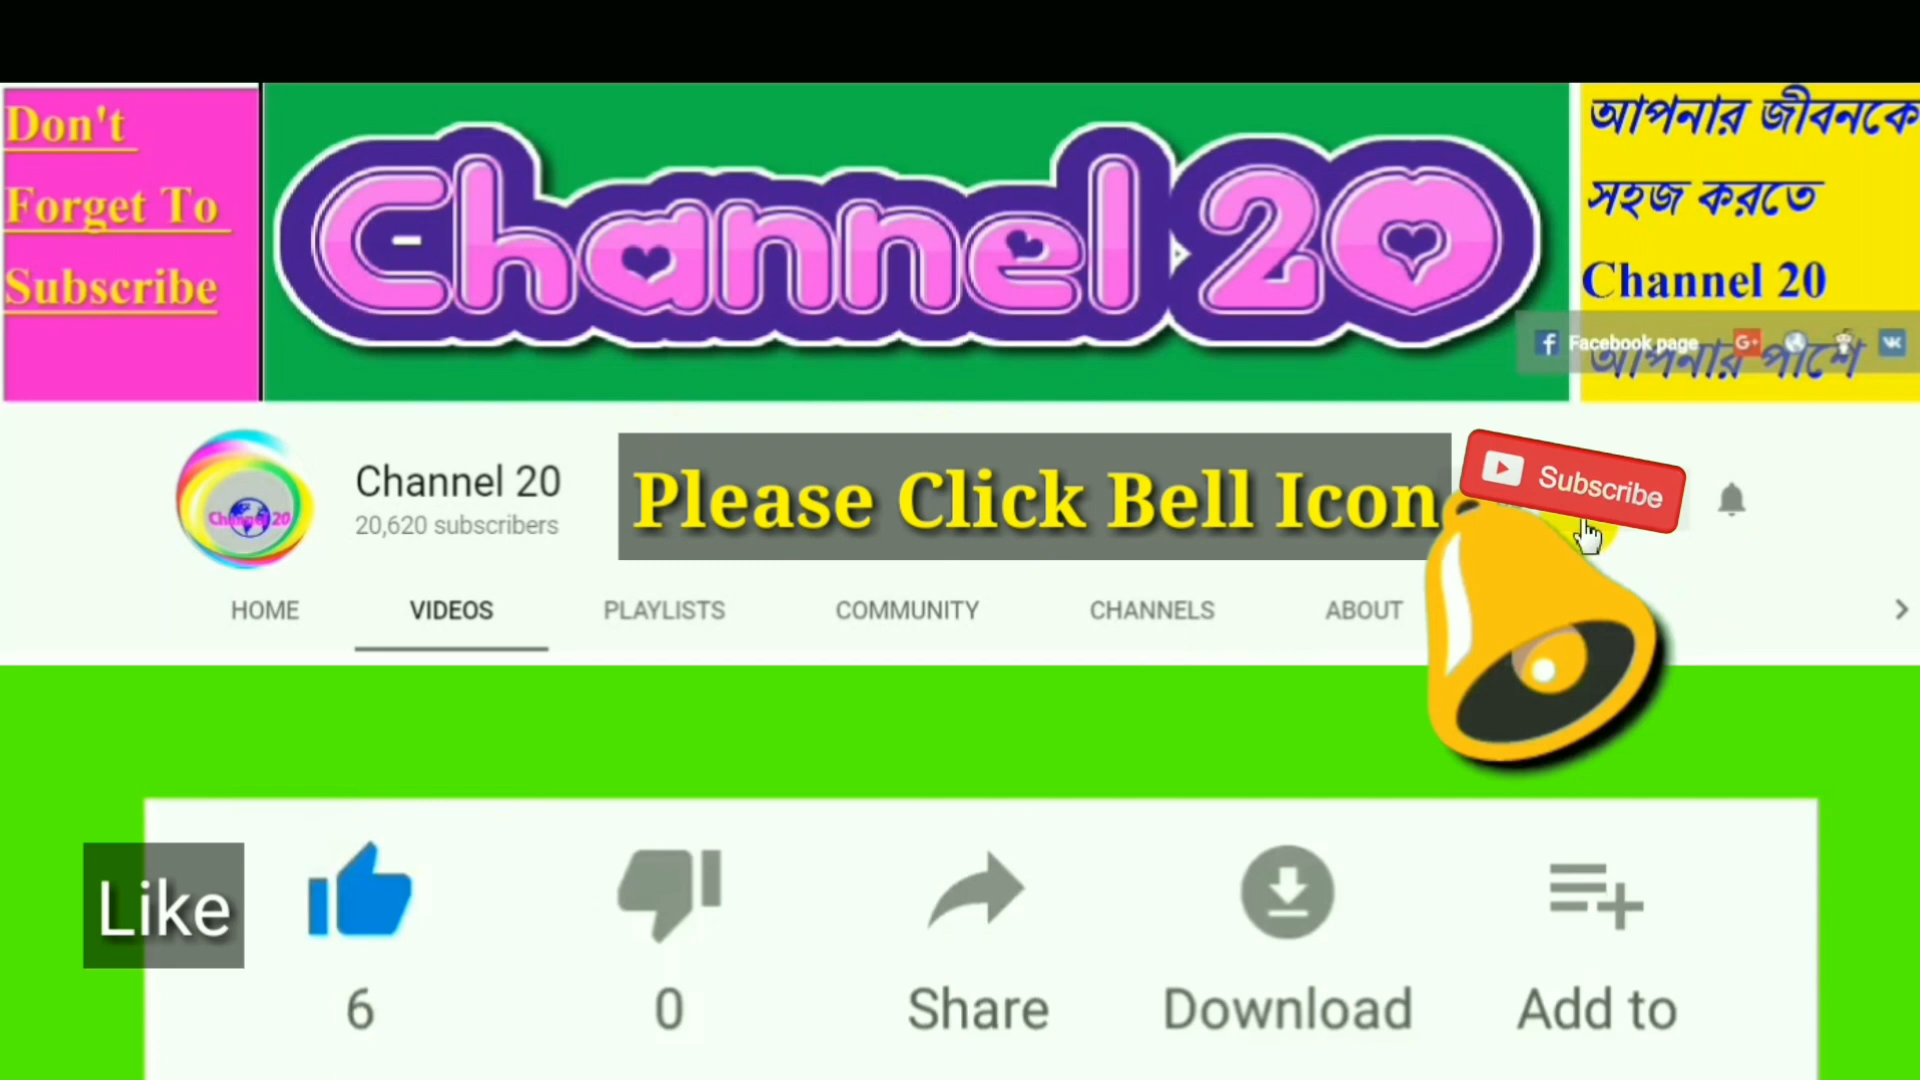 Don't
Forget To
Subscribe
Channel 20
আপনার জীবনকে
সহজ করতে
Channel 20
আপনার পাশে
Facebook page
G+
Channel 20
Channel 20
20,620 subscribers
Please Click Bell Icon
Subscribe
HOME VIDEOS PLAYLISTS COMMUNITY CHANNELS ABOUT
Like
6 0 Share Download Add to